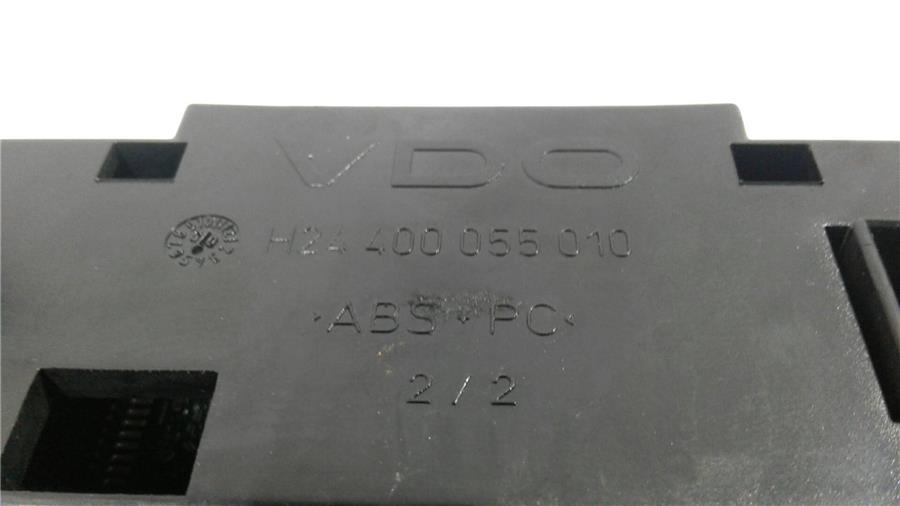 VDO
H24 400 055 010
>ABS+PC<
2/2